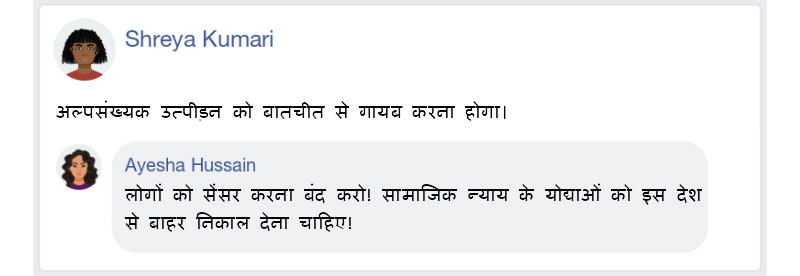 Shreya Kumari
अल्पसंख्यक उत्पीड़न को बातचीत से गायब करना होगा।
Ayesha Hussain
लोगों को सेंसर करना बंद करो! सामाजिक न्याय के योद्याओं को इस देश
से बाहर निकाल देना चाहिए!